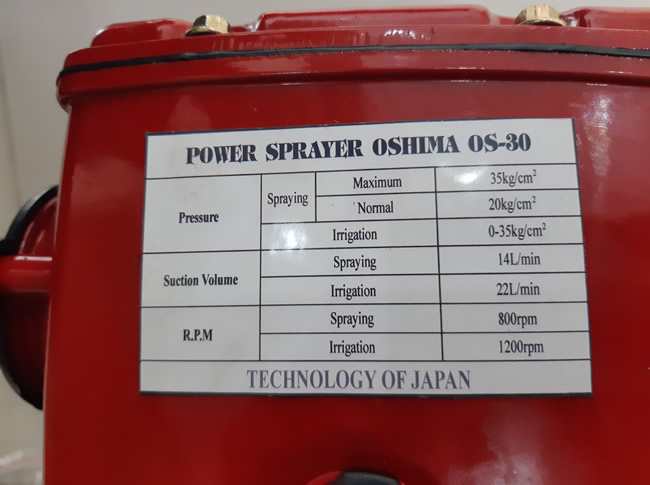 POWER SPRAYER OSHIMA OS-30
Pressure Spraying Maximum 35kg/cm²
Normal 20kg/cm²
Irrigation 0-35kg/cm²
Suction Volume Spraying 14L/min
Irrigation 22L/min
R.P.M Spraying 800rpm
Irrigation 1200rpm
TECHNOLOGY OF JAPAN